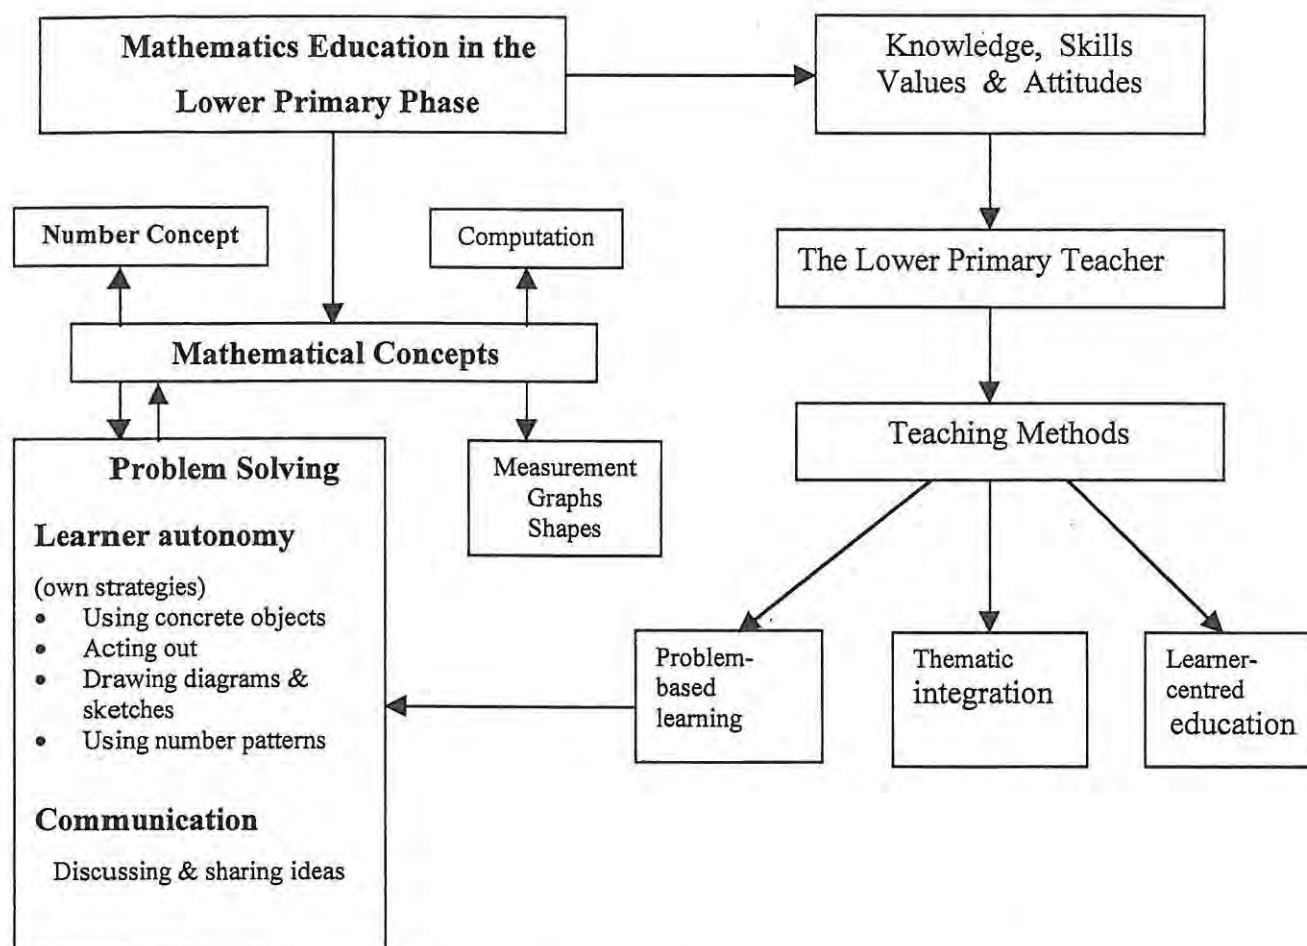 Mathematics Education in the
Lower Primary Phase
Knowledge, Skills
Values & Attitudes
Number Concept
Computation
The Lower Primary Teacher
Mathematical Concepts
Teaching Methods
Problem Solving
Learner autonomy
(own strategies)
• Using concrete objects
• Acting out
• Drawing diagrams &
sketches
• Using number patterns
Communication
Discussing & sharing ideas
Measurement
Graphs
Shapes
Problem-
based
learning
Thematic
integration
Learner-
centred
education